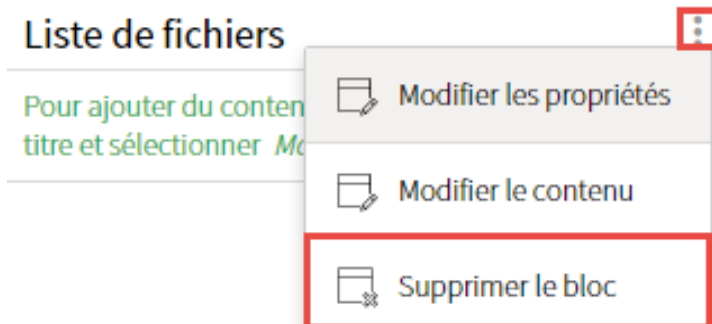 Liste de fichiers
Pour ajouter du conten
titre et sélectionner
Modifier les propriétés
Modifier le contenu
Supprimer le bloc